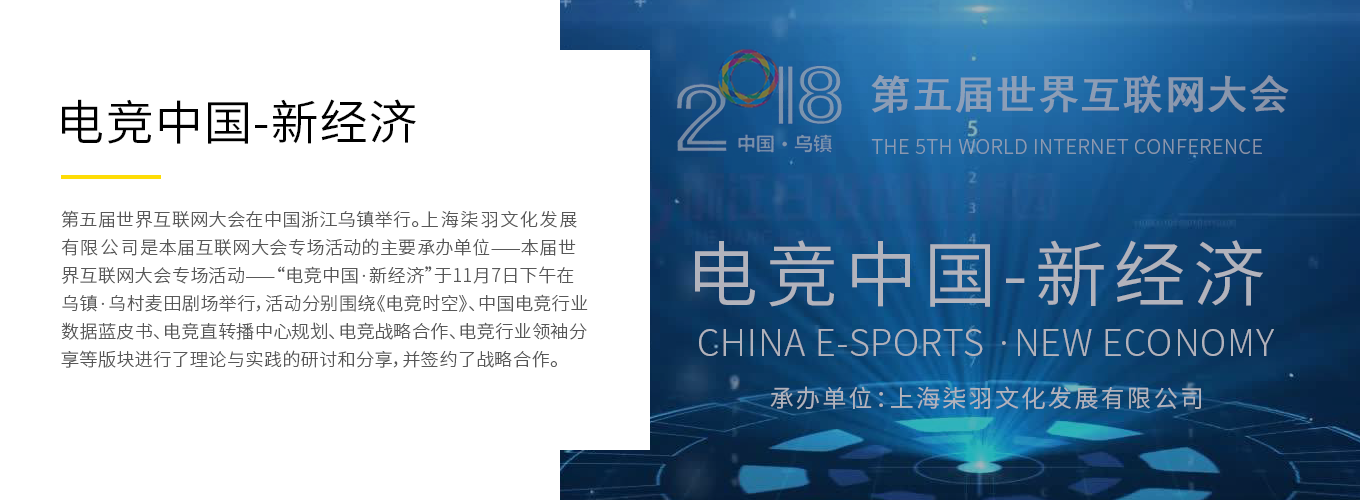 电竞中国-新经济
第五届世界互联网大会在中国浙江乌镇举行。上海柒羽文化发展
有限公司是本届互联网大会专场活动的主要承办单位——本届世
界互联网大会专场活动——“电竞中国·新经济”于11月7日下午在
乌镇·乌村麦田剧场举行，活动分别围绕《电竞时空》、中国电竞行业
数据蓝皮书、电竞直转播中心规划、电竞战略合作、电竞行业领袖分
享等版块进行了理论与实践的研讨和分享，并签约了战略合作。
2018
中国·乌镇
第五届世界互联网大会
THE 5TH WORLD INTERNET CONFERENCE
5
2
3
4
电竞中国-新经济
CHINA E-SPORTS ·NEW ECONOMY
承办单位：上海柒羽文化发展有限公司